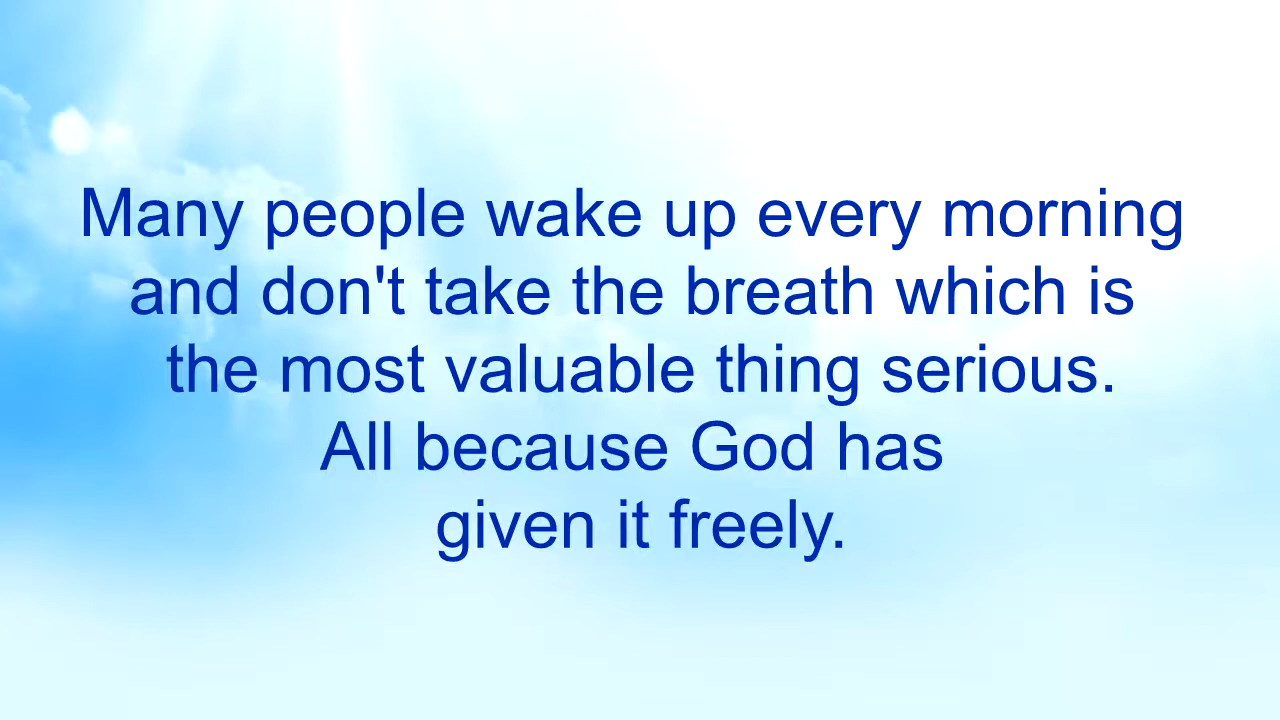 Many people wake up every morning
and don't take the breath which is
the most valuable thing serious.
All because God has
given it freely.